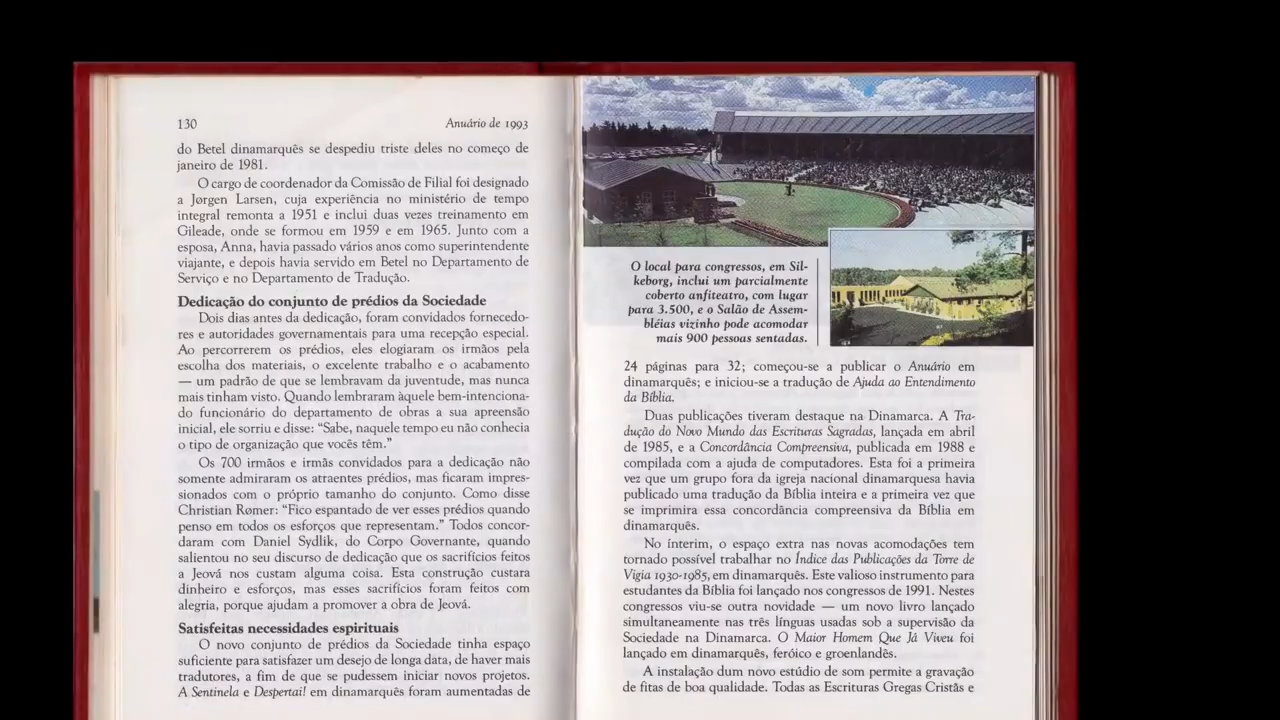 130
Anuário de 1993
do Betel dinamarquês se despediu triste deles no começo de
janeiro de 1981.
O cargo de coordenador da Comissão de Filial foi designado
a Jørgen Larsen, cuja experiência no ministério de tempo
integral remonta a 1951 e inclui duas vezes treinamento em
Gileade, onde se formou em 1959 e em 1965. Junto com a
esposa, Anna, havia passado vários anos como superintendente
viajante, e depois havia servido em Betel no Departamento de
Serviço e no Departamento de Tradução.
Dedicação do conjunto de prédios da Sociedade
Dois dias antes da dedicação, foram convidados fornecedo-
res e autoridades governamentais para uma recepção especial.
Ao percorrerem os prédios, eles elogiaram os irmãos pela
escolha dos materiais, o excelente trabalho e o acabamento
— um padrão de que se lembravam da juventude, mas nunca
mais tinham visto. Quando lembraram àquele bem-intenciona-
do funcionário do departamento de obras a sua apreensão
inicial, ele sorriu e disse: “Sabe, naquele tempo eu não conhecia
o tipo de organização que vocês têm.”
Os 700 irmãos e irmãs convidados para a dedicação não
somente admiraram os atraentes prédios, mas ficaram impres-
sionados com o próprio tamanho do conjunto. Como disse
Christian Rømer: “Fico espantado de ver esses prédios quando
penso em todos os esforços que representam.” Todos concor-
daram com Daniel Sydlik, do Corpo Governante, quando
salientou no seu discurso de dedicação que os sacrifícios feitos
a Jeová nos custam alguma coisa. Esta construção custara
dinheiro e esforços, mas esses sacrifícios foram feitos com
alegria, porque ajudam a promover a obra de Jeová.
Satisfeitas necessidades espirituais
O novo conjunto de prédios da Sociedade tinha espaço
suficiente para satisfazer um desejo de longa data, de haver mais
tradutores, a fim de que se pudessem iniciar novos projetos.
A Sentinela e Despertai! em dinamarquês foram aumentadas de
O local para congressos, em Sil-
keborg, inclui um parcialmente
coberto anfiteatro, com lugar
para 3.500, e o Salão de Assem-
bléias vizinho pode acomodar
mais 900 pessoas sentadas.
24 páginas para 32; começou-se a publicar o Anuário em
dinamarquês; e iniciou-se a tradução de Ajuda ao Entendimento
da Bíblia.
Duas publicações tiveram destaque na Dinamarca. A Tra-
dução do Novo Mundo das Escrituras Sagradas, lançada em abril
de 1985, e a Concordância Compreensiva, publicada em 1988 e
compilada com a ajuda de computadores. Esta foi a primeira
vez que um grupo fora da igreja nacional dinamarquesa havia
publicado uma tradução da Bíblia inteira e a primeira vez que
se imprimira essa concordância compreensiva da Bíblia em
dinamarquês.
No ínterim, o espaço extra nas novas acomodações tem
tornado possível trabalhar no Índice das Publicações da Torre de
Vigia 1930-1985, em dinamarquês. Este valioso instrumento para
estudantes da Bíblia foi lançado nos congressos de 1991. Nestes
congressos viu-se outra novidade — um novo livro lançado
simultaneamente nas três línguas usadas sob a supervisão da
Sociedade na Dinamarca. O Maior Homem Que Já Viveu foi
lançado em dinamarquês, feróico e groenlandês.
A instalação dum novo estúdio de som permite a gravação
de fitas de boa qualidade. Todas as Escrituras Gregas Cristãs e